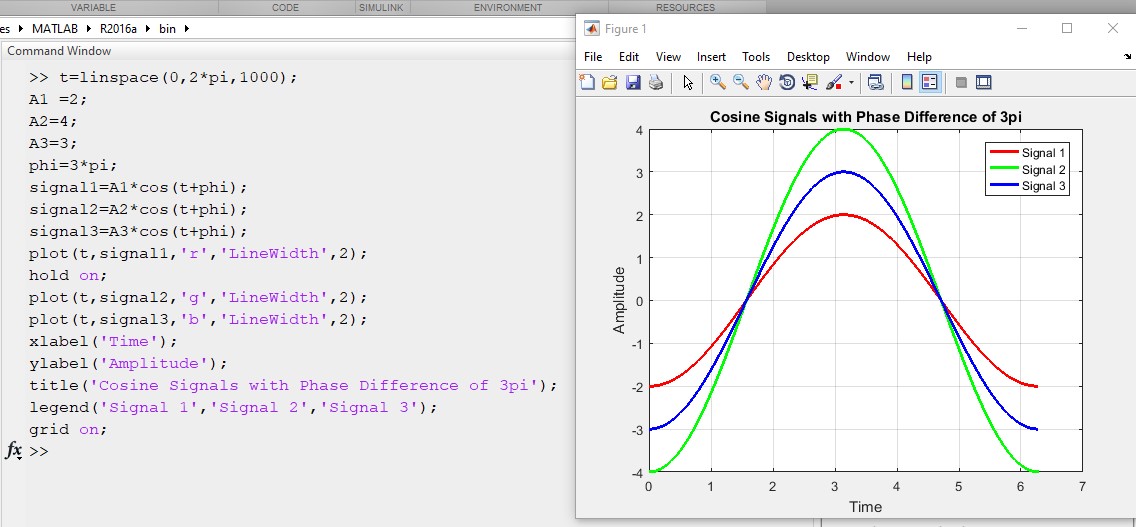 VARIABLE CODE SIMULINK ENVIRONMENT RESOURCES
es MATLAB R2016a bin
Command Window
>> t=linspace(0,2*pi,1000);
A1 =2;
A2=4;
A3=3;
phi=3*pi;
signal1=A1*cos(t+phi);
signal2=A2*cos(t+phi);
signal3=A3*cos(t+phi);
plot(t,signal1,'r','LineWidth',2);
hold on;
plot(t,signal2,'g','LineWidth',2);
plot(t,signal3,'b','LineWidth',2);
xlabel('Time');
ylabel('Amplitude');
title('Cosine Signals with Phase Difference of 3pi');
legend('Signal 1','Signal 2','Signal 3');
grid on;
fx >>
Figure 1
File Edit View Insert Tools Desktop Window Help
Cosine Signals with Phase Difference of 3pi
Signal 1
Signal 2
Signal 3
Amplitude
4
3
2
1
0
-1
-2
-3
-4
0 1 2 3 4 5 6 7
Time